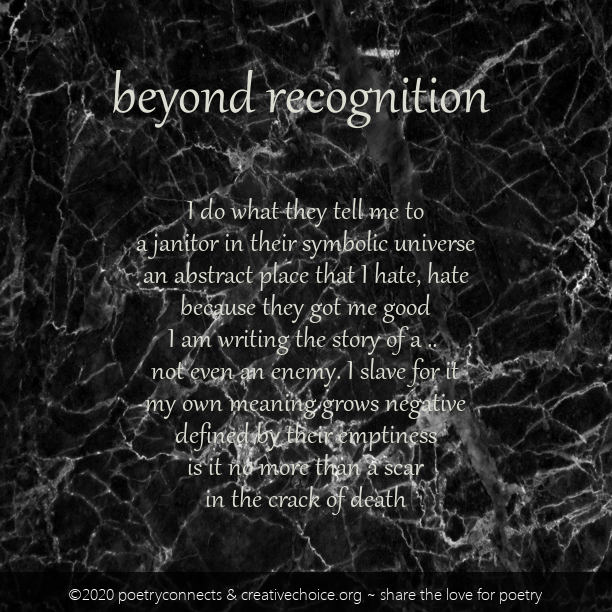 beyond recognition
I do what they tell me to
a janitor in their symbolic universe
an abstract place that I hate, hate
because they got me good
I am writing the story of a ..
not even an enemy. I slave for it
my own meaning grows negative
defined by their emptiness
is it no more than a scar
in the crack of death
©2020 poetryconnects & creativechoice.org ~ share the love for poetry